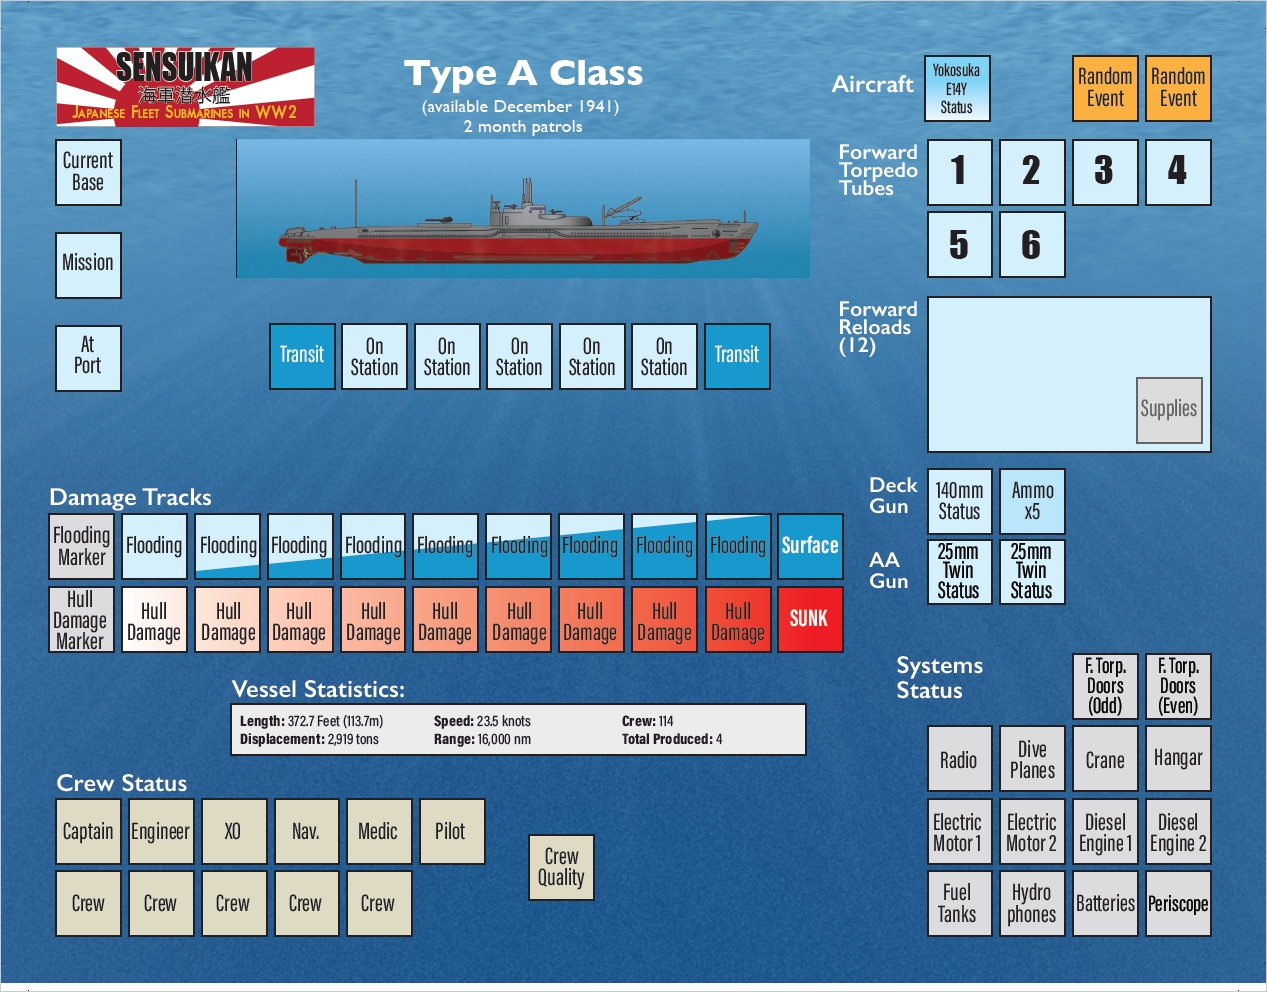 SENSUIKAN
海軍潜水艦
JAPANESE FLEET SUBMARINES IN WW2
Type A Class
(available December 1941)
2 month patrols
Aircraft
Yokosuka
E14Y
Status
Random
Event
Random
Event
Current
Base
Mission
At
Port
Forward
Torpedo
Tubes
1
2
3
4
5
6
Forward
Reloads
(12)
Supplies
Transit
On
Station
On
Station
On
Station
On
Station
On
Station
Transit
Deck
Gun
140mm
Status
Ammo
x5
AA
Gun
25mm
Twin
Status
25mm
Twin
Status
Damage Tracks
Flooding
Marker
Flooding
Flooding
Flooding
Flooding
Flooding
Flooding
Flooding
Flooding
Flooding
Surface
Hull
Damage
Marker
Hull
Damage
Hull
Damage
Hull
Damage
Hull
Damage
Hull
Damage
Hull
Damage
Hull
Damage
Hull
Damage
Hull
Damage
SUNK
Vessel Statistics:
Length: 372.7 Feet (113.7m)
Speed: 23.5 knots
Crew: 114
Displacement: 2,919 tons
Range: 16,000 nm
Total Produced: 4
Systems
Status
F. Torp.
Doors
(Odd)
F. Torp.
Doors
(Even)
Radio
Dive
Planes
Crane
Hangar
Electric
Motor 1
Electric
Motor 2
Diesel
Engine 1
Diesel
Engine 2
Fuel
Tanks
Hydro
phones
Batteries
Periscope
Crew Status
Captain
Engineer
XO
Nav.
Medic
Pilot
Crew
Crew
Crew
Crew
Crew
Crew
Quality